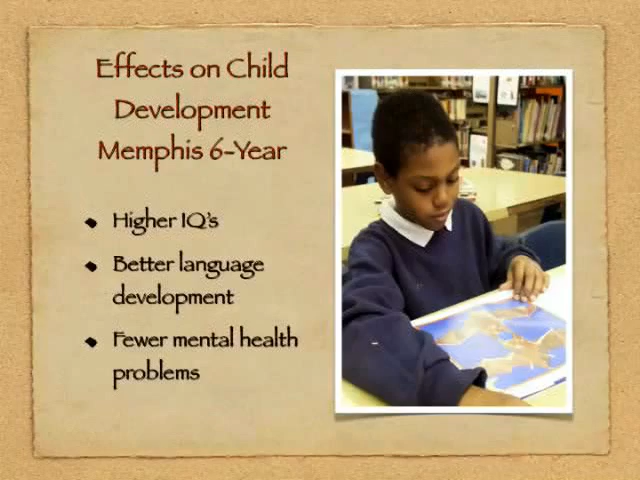 Effects on Child
Development
Memphis 6-Year
Higher IQ's
Better language
development
Fewer mental health
problems